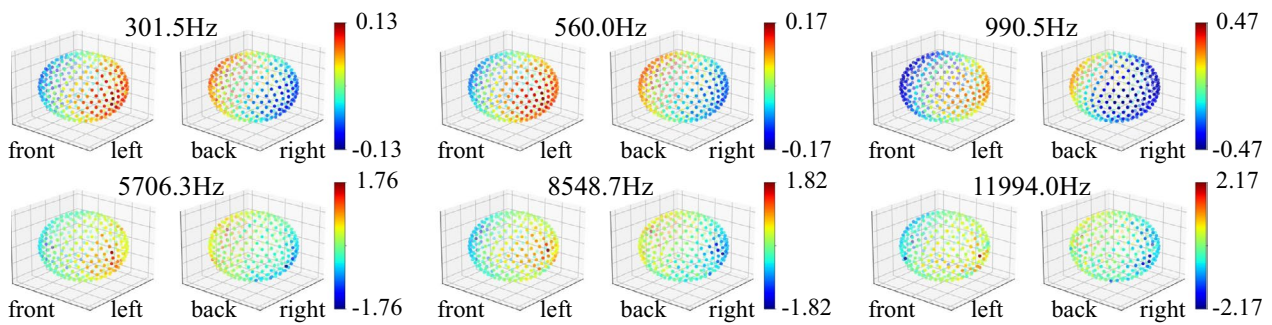 301.5Hz
0.13
-0.13
front left back right
560.0Hz
0.17
-0.17
front left back right
990.5Hz
0.47
-0.47
front left back right
5706.3Hz
1.76
-1.76
front left back right
8548.7Hz
1.82
-1.82
front left back right
11994.0Hz
2.17
-2.17
front left back right